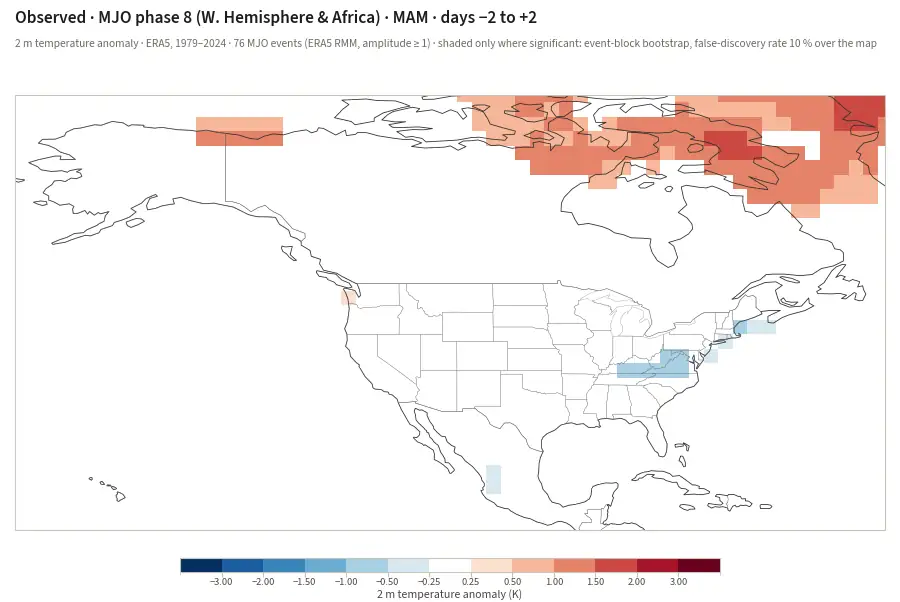 Observed · MJO phase 8 (W. Hemisphere & Africa) · MAM · days −2 to +2
2 m temperature anomaly · ERA5, 1979–2024 · 76 MJO events (ERA5 RMM, amplitude ≥ 1) · shaded only where significant: event-block bootstrap, false-discovery rate 10 % over the map
−3.00 −2.00 −1.50 −1.00 −0.50 −0.25 0.25 0.50 1.00 1.50 2.00 3.00
2 m temperature anomaly (K)